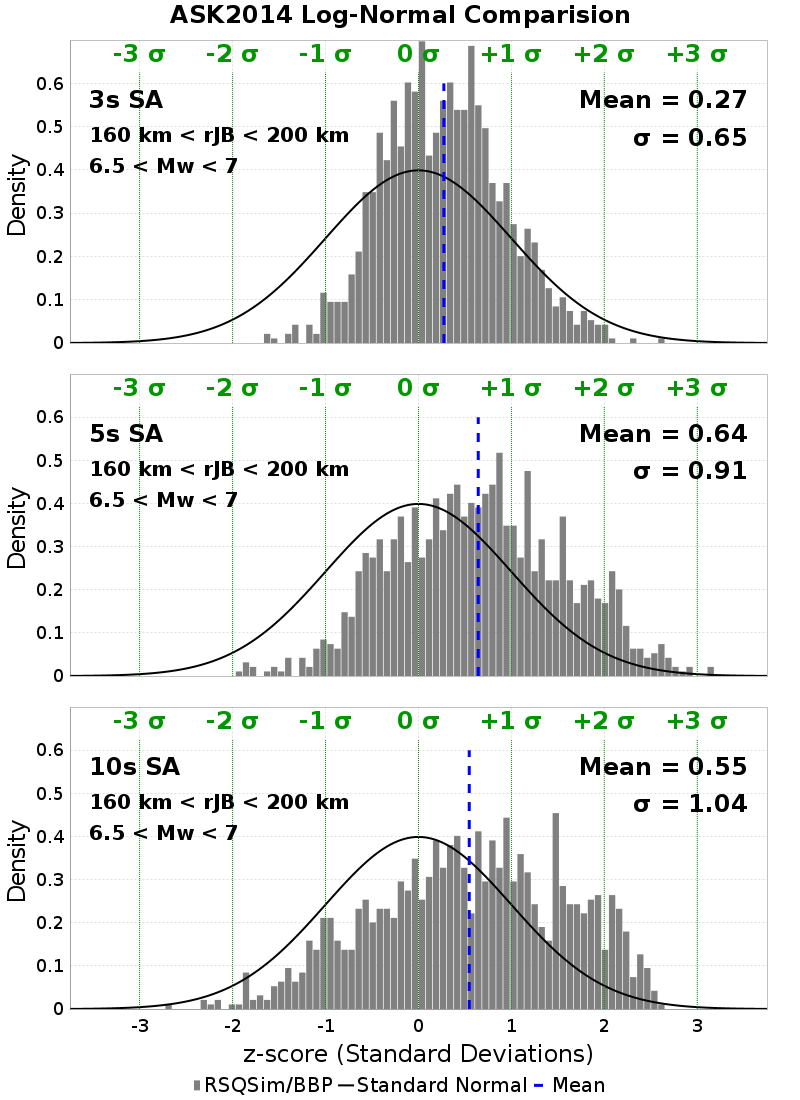 ASK2014 Log-Normal Comparision
-3 σ -2 σ -1 σ 0 σ +1 σ +2 σ +3 σ
3s SA
160 km < rJB < 200 km
6.5 < Mw < 7
Mean = 0.27
σ = 0.65
Density
0.6
0.5
0.4
0.3
0.2
0.1
0
-3 σ -2 σ -1 σ 0 σ +1 σ +2 σ +3 σ
5s SA
160 km < rJB < 200 km
6.5 < Mw < 7
Mean = 0.64
σ = 0.91
Density
0.6
0.5
0.4
0.3
0.2
0.1
0
-3 σ -2 σ -1 σ 0 σ +1 σ +2 σ +3 σ
10s SA
160 km < rJB < 200 km
6.5 < Mw < 7
Mean = 0.55
σ = 1.04
Density
0.6
0.5
0.4
0.3
0.2
0.1
0
-3 -2 -1 0 1 2 3
z-score (Standard Deviations)
RSQSim/BBP Standard Normal Mean